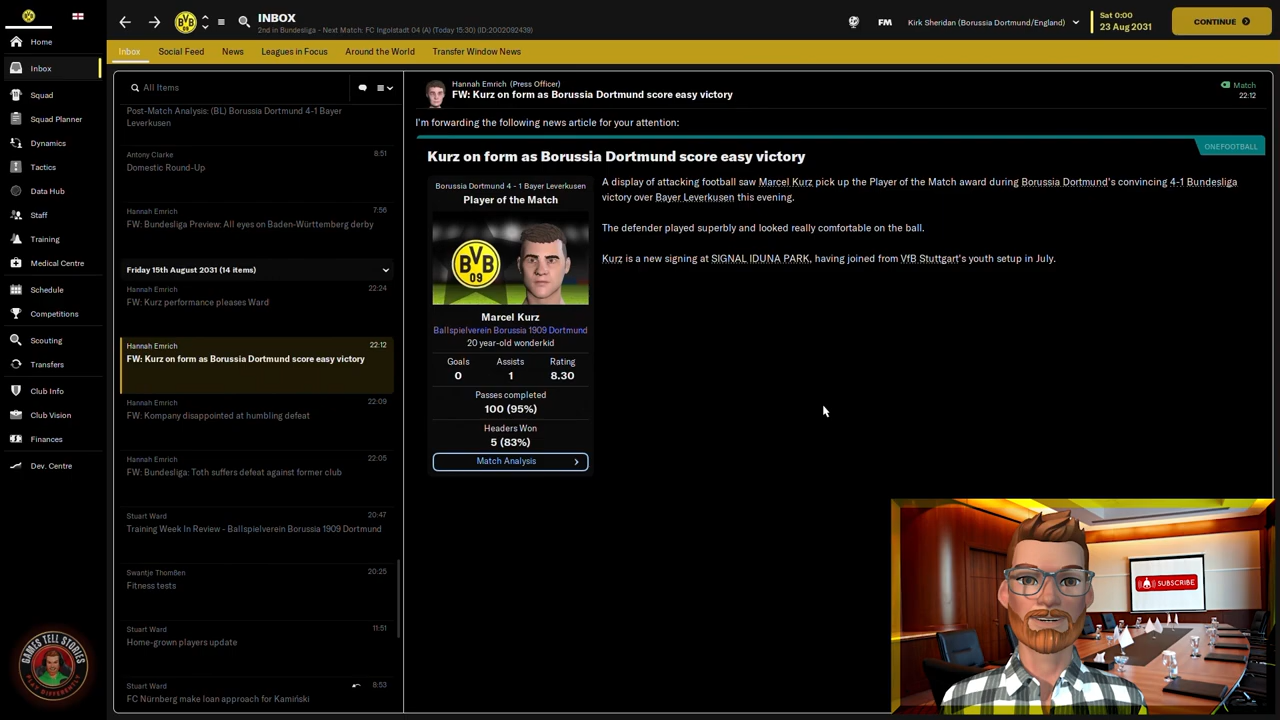 INBOX
2nd in Bundesliga - Next Match: FC Ingolstadt 04 (A) (Today 15:30) (ID:2002092439)
FM
Kirk Sheridan (Borussia Dortmund/England)
Sat 0:00
23 Aug 2031
CONTINUE
Inbox
Social Feed
News
Leagues in Focus
Around the World
Transfer Window News
Home
Inbox
Squad
Squad Planner
Dynamics
Tactics
Data Hub
Staff
Training
Medical Centre
Schedule
Competitions
Scouting
Transfers
Club Info
Club Vision
Finances
Dev. Centre
GAMES TELL STORIES
PLAY DIFFERENTLY
All Items
Post-Match Analysis: (BL) Borussia Dortmund 4-1 Bayer
Leverkusen
Antony Clarke 8:51
Domestic Round-Up
Hannah Emrich 7:56
FW: Bundesliga Preview: All eyes on Baden-Württemberg derby
Friday 15th August 2031 (14 items)
Hannah Emrich 22:24
FW: Kurz performance pleases Ward
Hannah Emrich 22:12
FW: Kurz on form as Borussia Dortmund score easy victory
Hannah Emrich 22:09
FW: Kompany disappointed at humbling defeat
Hannah Emrich 22:05
FW: Bundesliga: Toth suffers defeat against former club
Stuart Ward 20:47
Training Week In Review - Ballspielverein Borussia 1909 Dortmund
Swantje Thomßen 20:25
Fitness tests
Stuart Ward 11:51
Home-grown players update
Stuart Ward 8:53
FC Nürnberg make loan approach for Kamiński
Hannah Emrich (Press Officer)
FW: Kurz on form as Borussia Dortmund score easy victory
Match
22:12
I'm forwarding the following news article for your attention:
ONEFOOTBALL
Kurz on form as Borussia Dortmund score easy victory
Borussia Dortmund 4 - 1 Bayer Leverkusen
Player of the Match
BVB
09
Marcel Kurz
Ballspielverein Borussia 1909 Dortmund
20 year-old wonderkid
Goals Assists Rating
0 1 8.30
Passes completed
100 (95%)
Headers Won
5 (83%)
Match Analysis
A display of attacking football saw Marcel Kurz pick up the Player of the Match award during Borussia Dortmund's convincing 4-1 Bundesliga
victory over Bayer Leverkusen this evening.
The defender played superbly and looked really comfortable on the ball.
Kurz is a new signing at SIGNAL IDUNA PARK, having joined from VfB Stuttgart's youth setup in July.
SUBSCRIBE